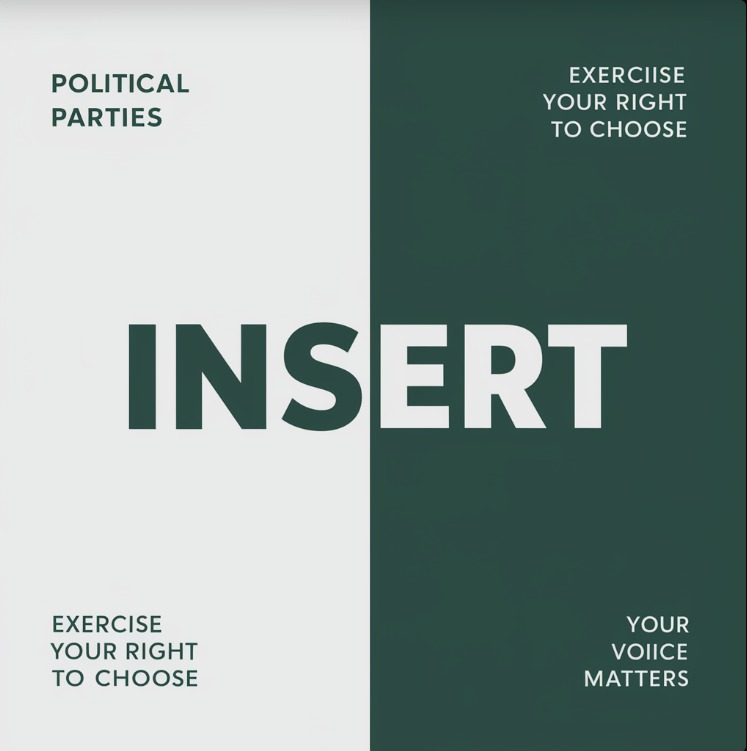 POLITICAL
PARTIES
EXERCIISE
YOUR RIGHT
TO CHOOSE
INSERT
EXERCISE
YOUR RIGHT
TO CHOOSE
YOUR
VOIICE
MATTERS